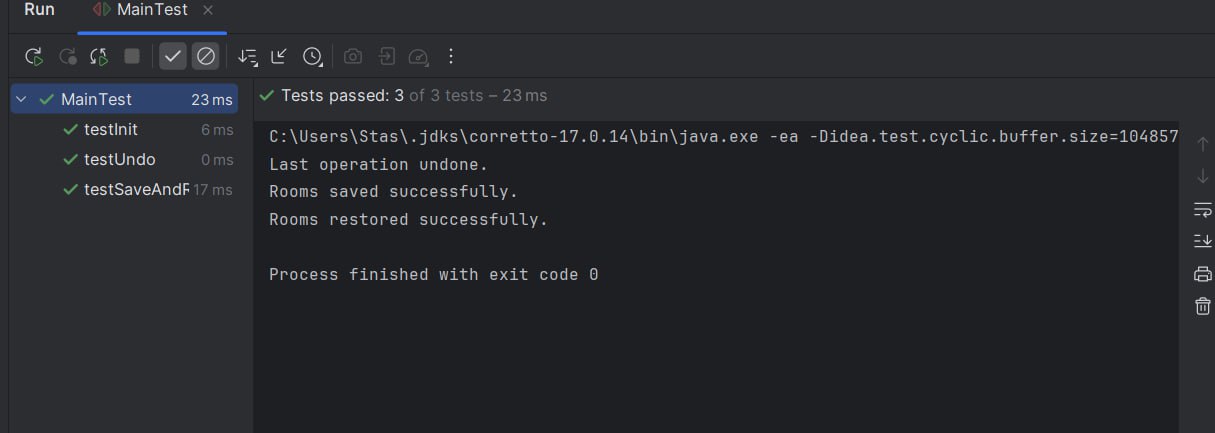 Run MainTest
MainTest 23 ms
testInit 6 ms
testUndo 0 ms
testSaveAndR 17 ms
Tests passed: 3 of 3 tests – 23 ms
C:\Users\Stas\.jdks\corretto-17.0.14\bin\java.exe -ea -Didea.test.cyclic.buffer.size=104857
Last operation undone.
Rooms saved successfully.
Rooms restored successfully.
Process finished with exit code 0